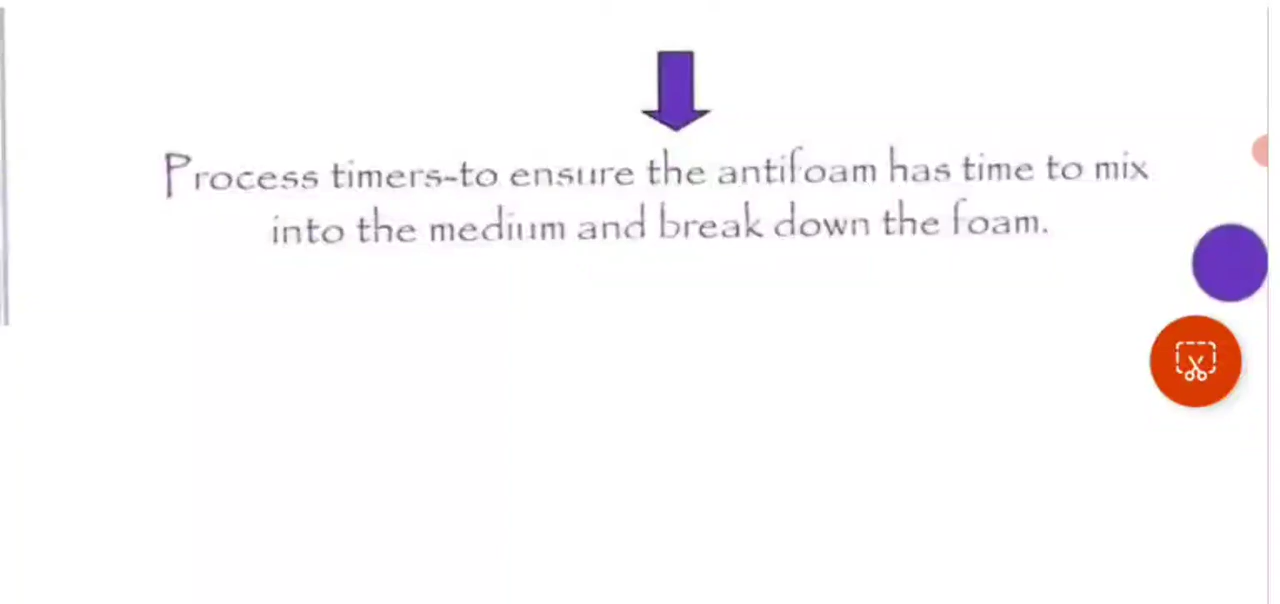 Process timers-to ensure the antifoam has time to mix
into the medium and break down the foam.